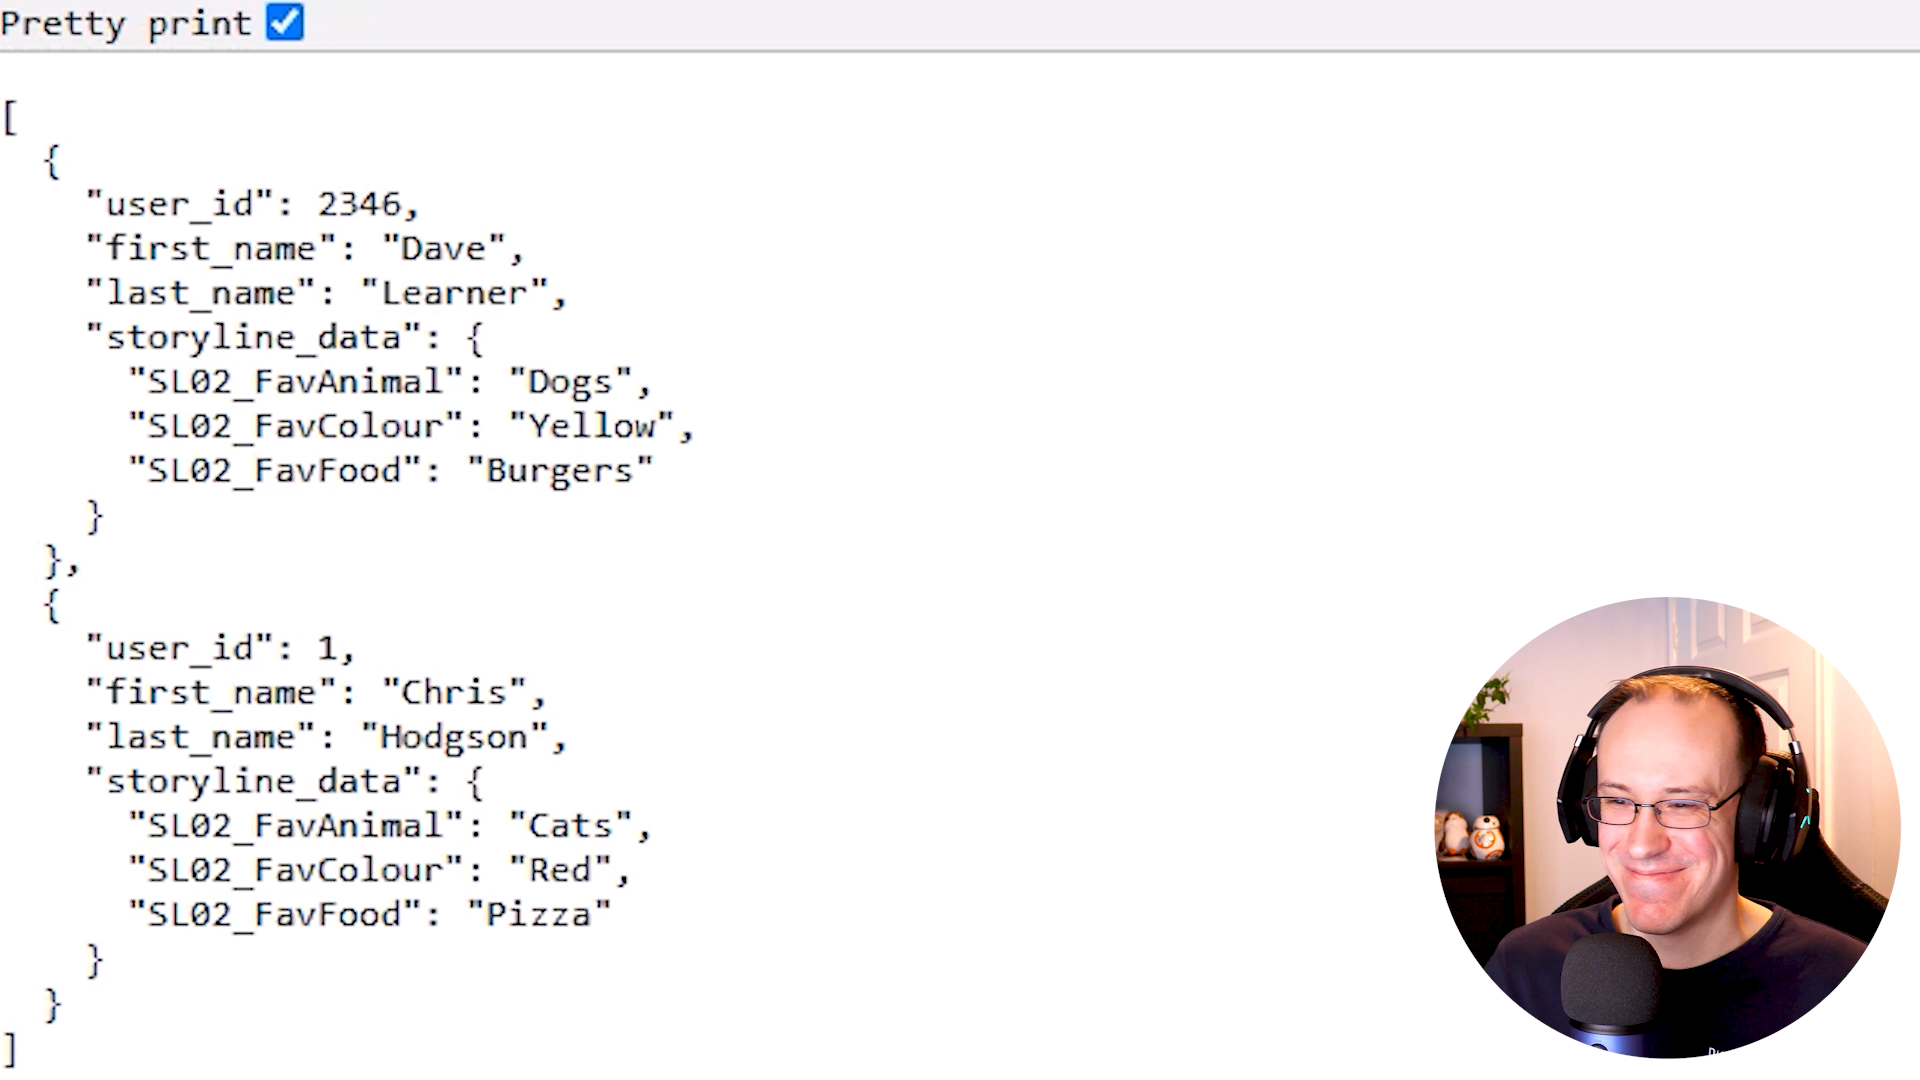 Pretty print
[
{
"user_id": 2346,
"first_name": "Dave",
"last_name": "Learner",
"storyline_data": {
"SL02_FavAnimal": "Dogs",
"SL02_FavColour": "Yellow",
"SL02_FavFood": "Burgers"
}
},
{
"user_id": 1,
"first_name": "Chris",
"last_name": "Hodgson",
"storyline_data": {
"SL02_FavAnimal": "Cats",
"SL02_FavColour": "Red",
"SL02_FavFood": "Pizza"
}
}
]